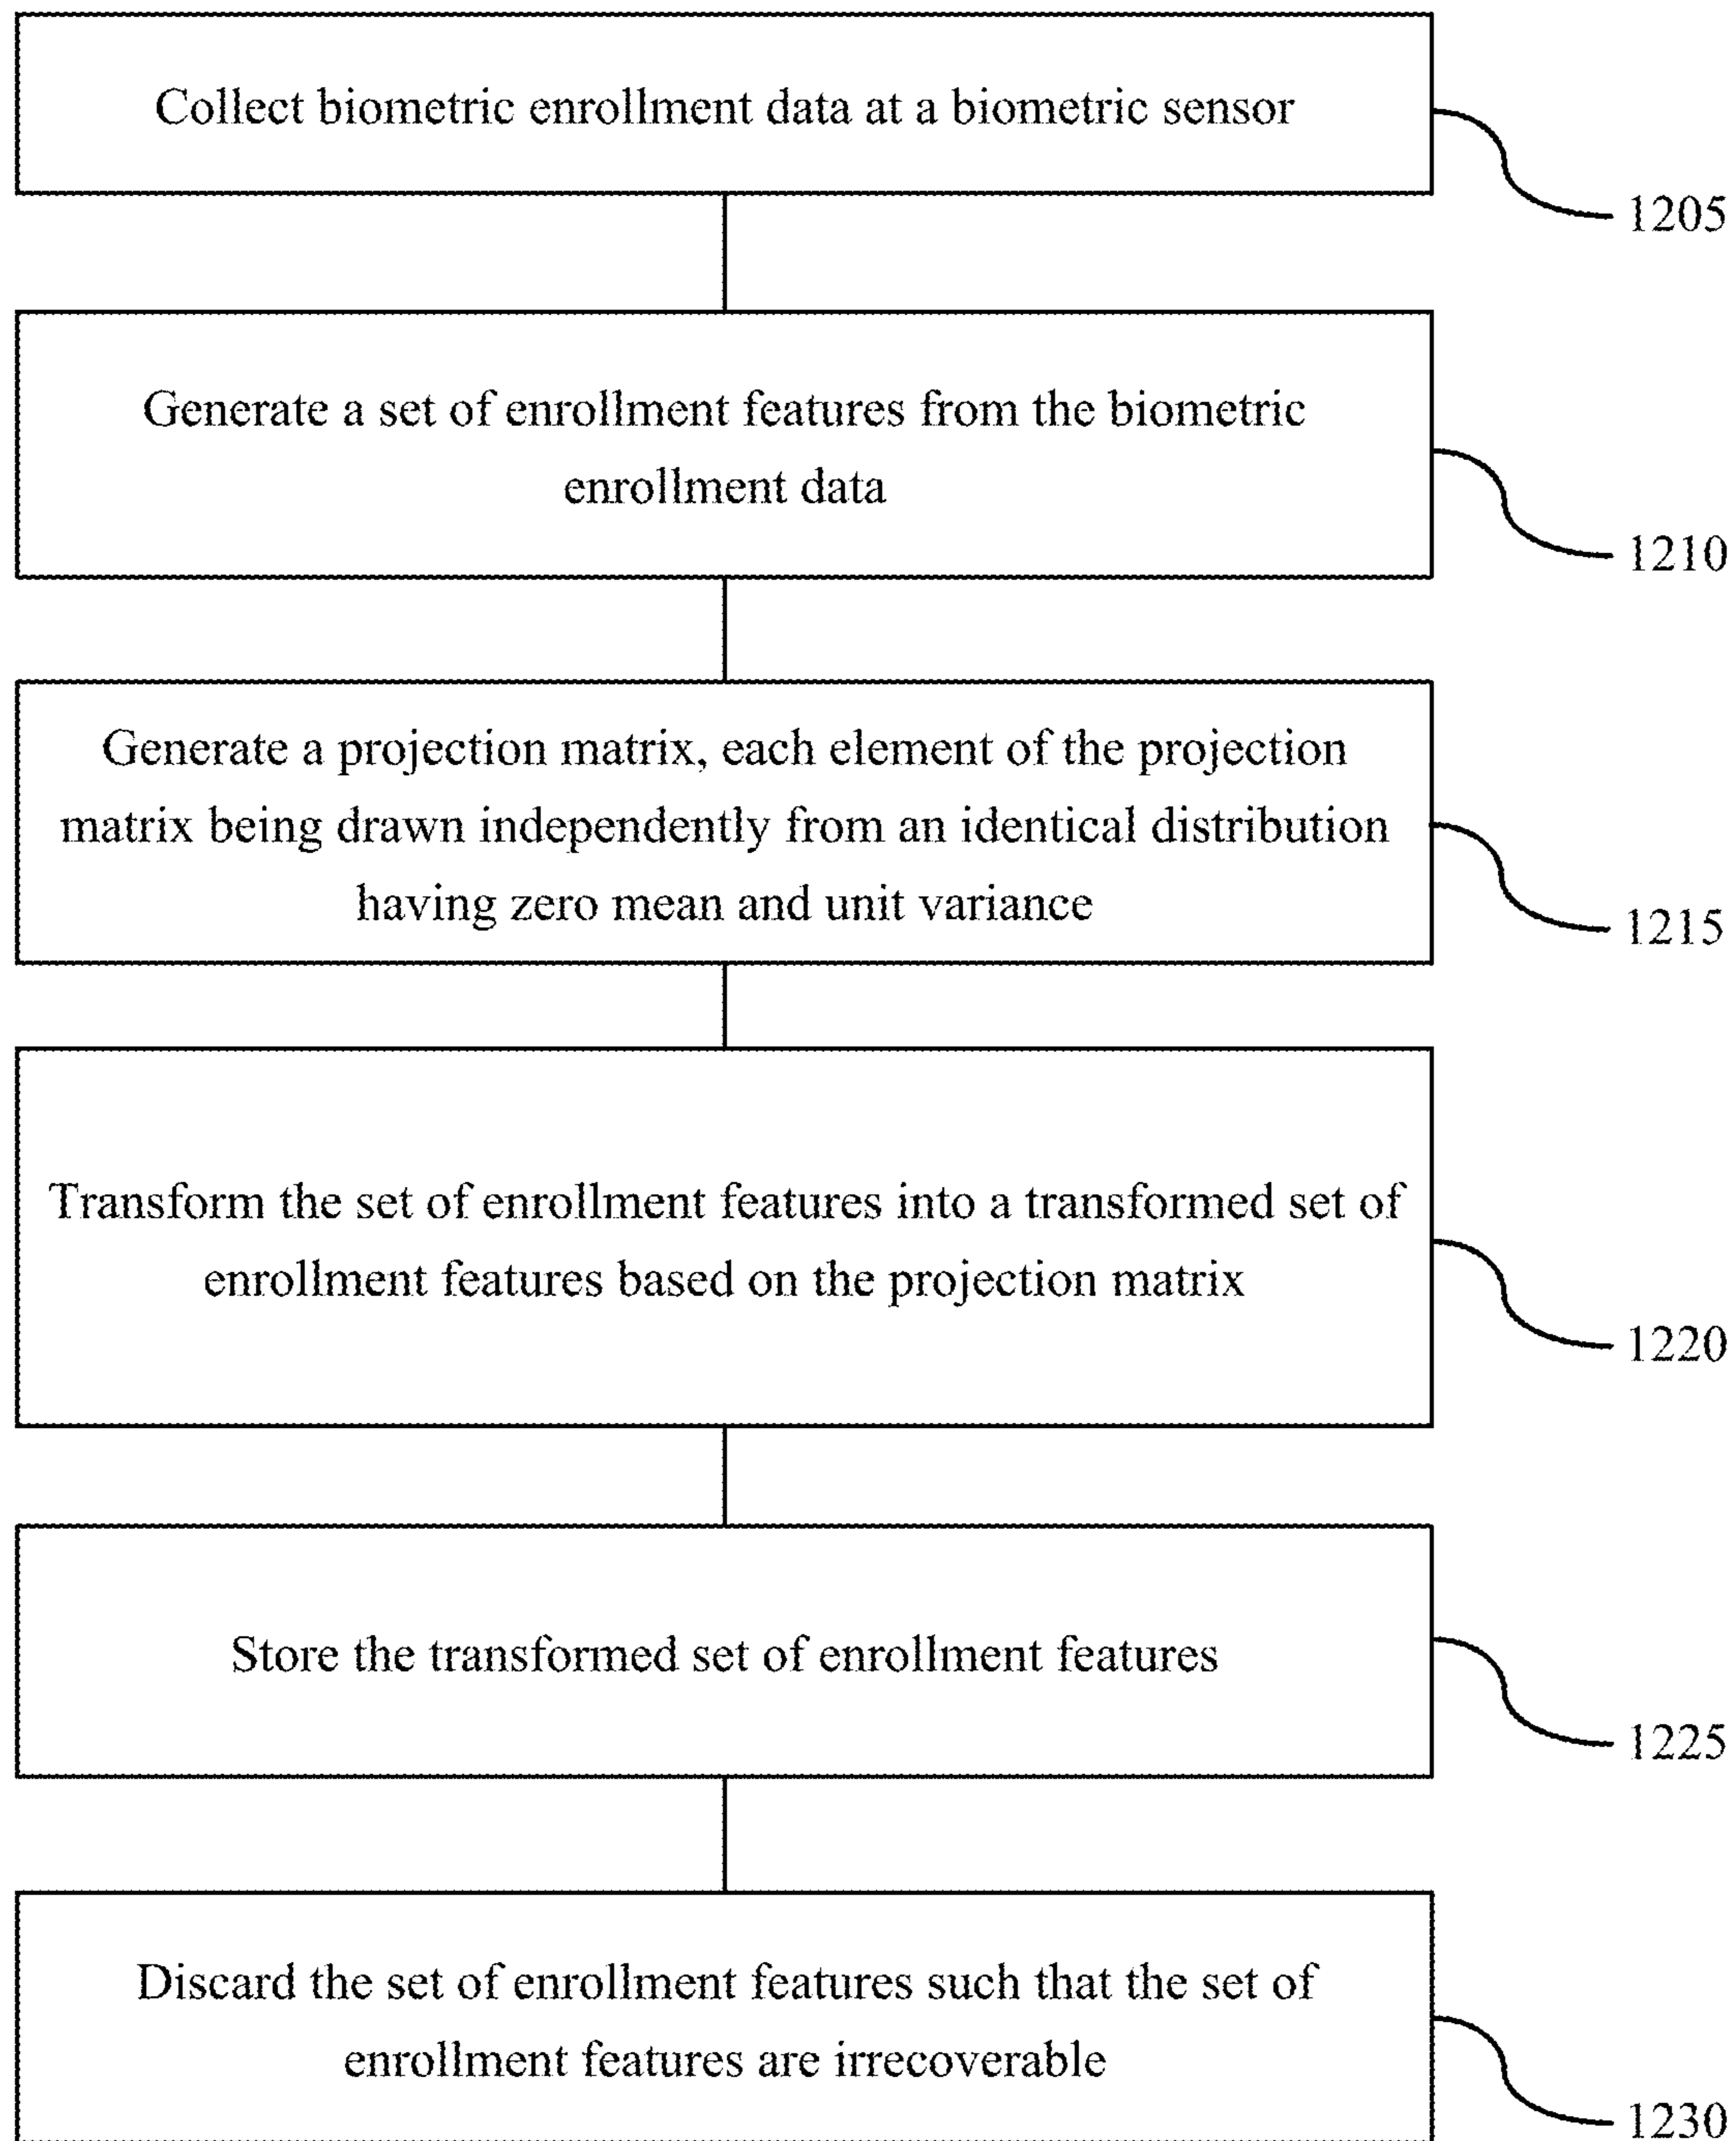 Collect biometric enrollment data at a biometric sensor
1205
Generate a set of enrollment features from the biometric
enrollment data
1210
Generate a projection matrix, each element of the projection
matrix being drawn independently from an identical distribution
having zero mean and unit variance
1215
Transform the set of enrollment features into a transformed set of
enrollment features based on the projection matrix
1220
Store the transformed set of enrollment features
1225
Discard the set of enrollment features such that the set of
enrollment features are irrecoverable
1230